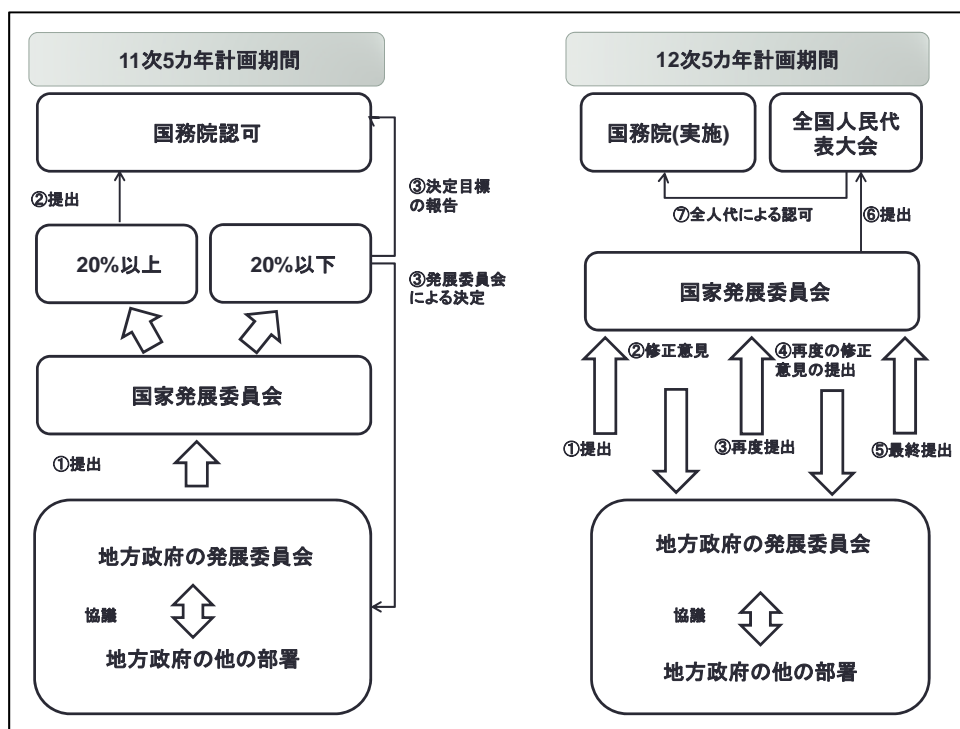 11次5カ年計画期間
国務院認可
②提出
③決定目標
の報告
20%以上
20%以下
③発展委員会
による決定
国家発展委員会
①提出
地方政府の発展委員会
協議
地方政府の他の部署
12次5カ年計画期間
国務院(実施)
全国人民代
表大会
⑦全人代による認可
⑥提出
国家発展委員会
②修正意見
④再度の修正
意見の提出
①提出
③再度提出
⑤最終提出
地方政府の発展委員会
協議
地方政府の他の部署